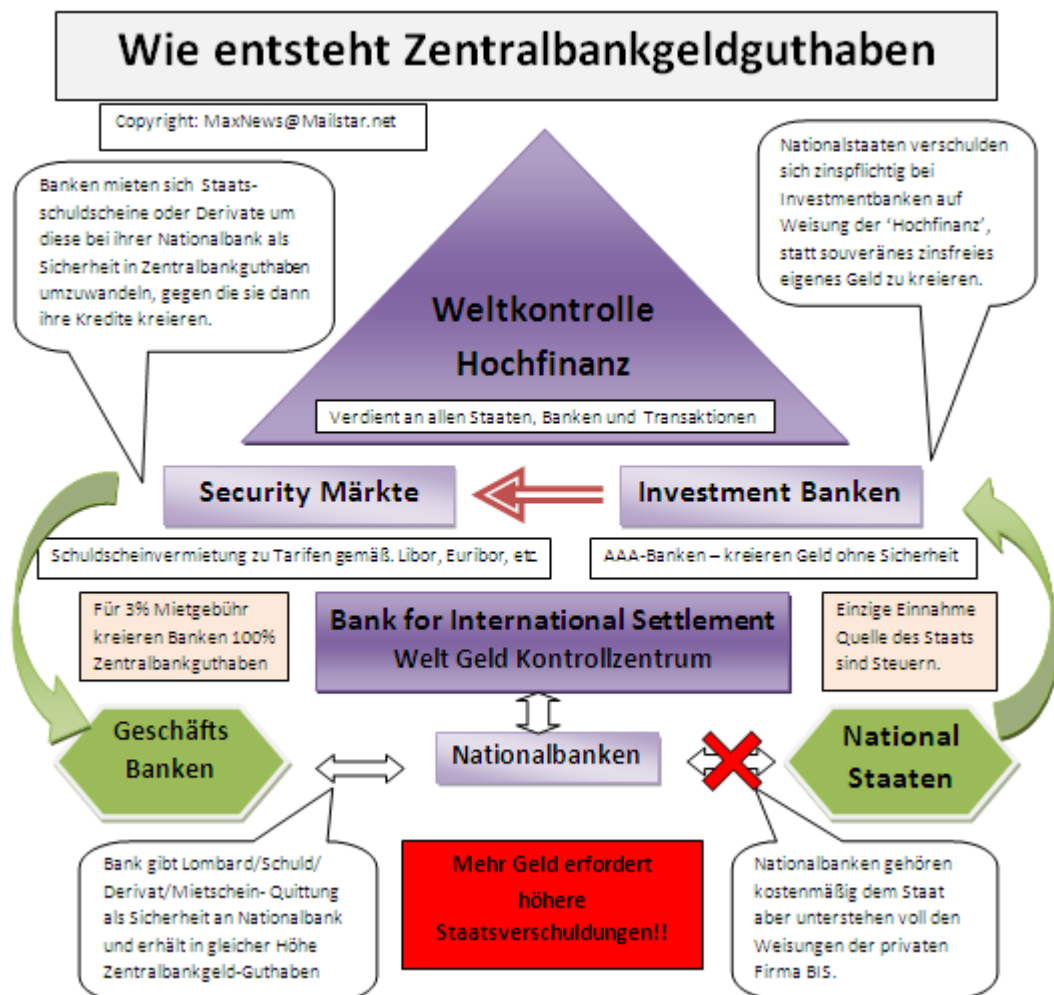 Wie entsteht Zentralbankgeldguthaben
Copyright: MaxNews@Mailstar.net
Banken mieten sich Staats-
schuldscheine oder Derivate um
diese bei ihrer Nationalbank als
Sicherheit in Zentralbankguthaben
umzuwandeln, gegen die sie dann
ihre Kredite kreieren.
Nationalstaaten verschulden
sich zinspflichtig bei
Investmentbanken auf
Weisung der ‘Hochfinanz’,
statt souveränes zinsfreies
eigenes Geld zu kreieren.
Weltkontrolle
Hochfinanz
Verdient an allen Staaten, Banken und Transaktionen
Security Märkte
Investment Banken
Schuldscheinvermietung zu Tarifen gemäß. Libor, Euribor, etc.
AAA-Banken – kreieren Geld ohne Sicherheit
Für 3% Mietgebühr
kreieren Banken 100%
Zentralbankguthaben
Bank for International Settlement
Welt Geld Kontrollzentrum
Einzige Einnahme
Quelle des Staats
sind Steuern.
Geschäfts
Banken
Nationalbanken
National
Staaten
Bank gibt Lombard/Schuld/
Derivat/Mietschein- Quittung
als Sicherheit an Nationalbank
und erhält in gleicher Höhe
Zentralbankgeld-Guthaben
Mehr Geld erfordert
höhere
Staatsverschuldungen!!
Nationalbanken gehören
kostenmäßig dem Staat
aber unterstehen voll den
Weisungen der privaten
Firma BIS.